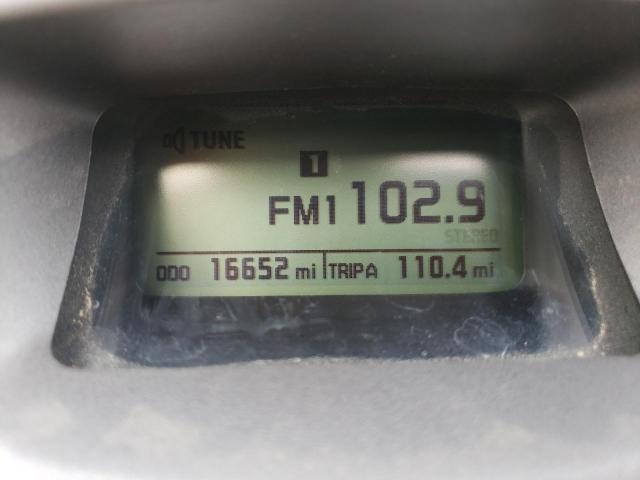 TUNE
1
FM1 102.9
STEREO
ODO 16652 mi TRIP A 110.4 mi